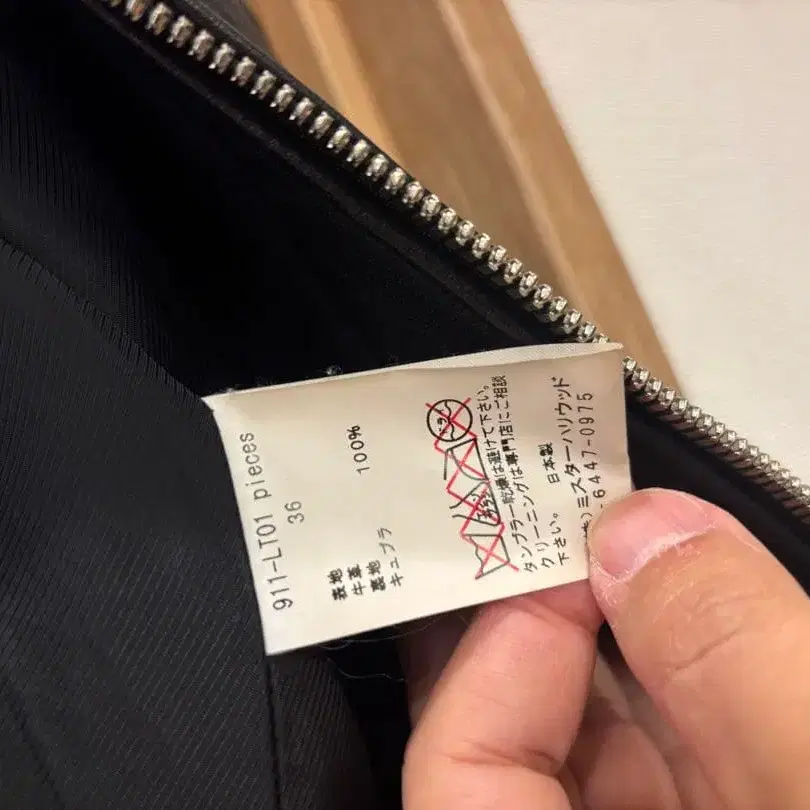 911-LT01 pieces
36
表地
牛革
裏地
キュプラ
100%
ドライ
タンブラー乾燥は避けて下さい。
クリーニングは専門店にご相談
下さい。
日本製
ミスターハリウッド
-6447-0975